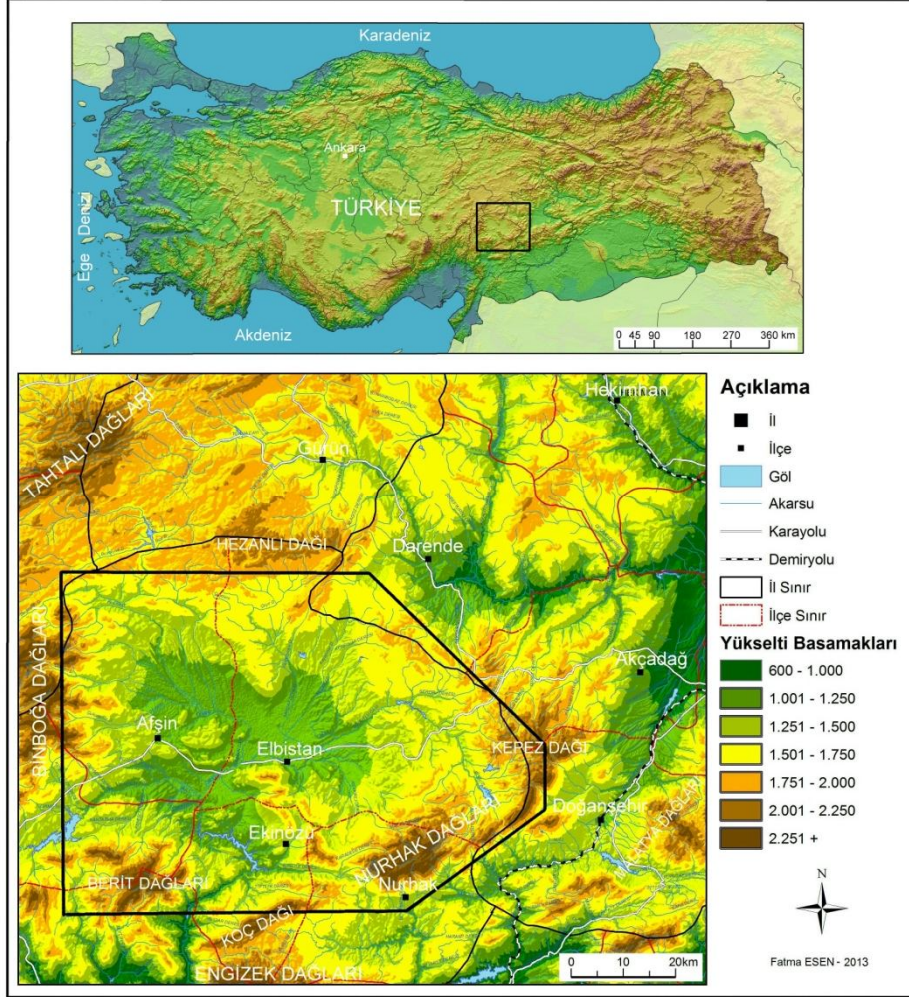 Karadeniz
Ankara
TÜRKİYE
Ege Denizi
Akdeniz
0 45 90 180 270 360 km
Hekimhan
TAHTALI DAĞLARI
Gürün
HEZANLI DAĞI
Darende
BİNBOĞA DAĞLARI
Akçadağ
Afşin
Elbistan
KEPEZ DAĞI
Doğanşehir
Ekinözü
NURHAK DAĞLARI
BERİT DAĞLARI
Nurhak
KOÇ DAĞI
ENGİZEK DAĞLARI
0 10 20km
Açıklama
İl
İlçe
Göl
Akarsu
Karayolu
Demiryolu
İl Sınır
İlçe Sınır
Yükselti Basamakları
600 - 1.000
1.001 - 1.250
1.251 - 1.500
1.501 - 1.750
1.751 - 2.000
2.001 - 2.250
2.251 +
N
Fatma ESEN - 2013